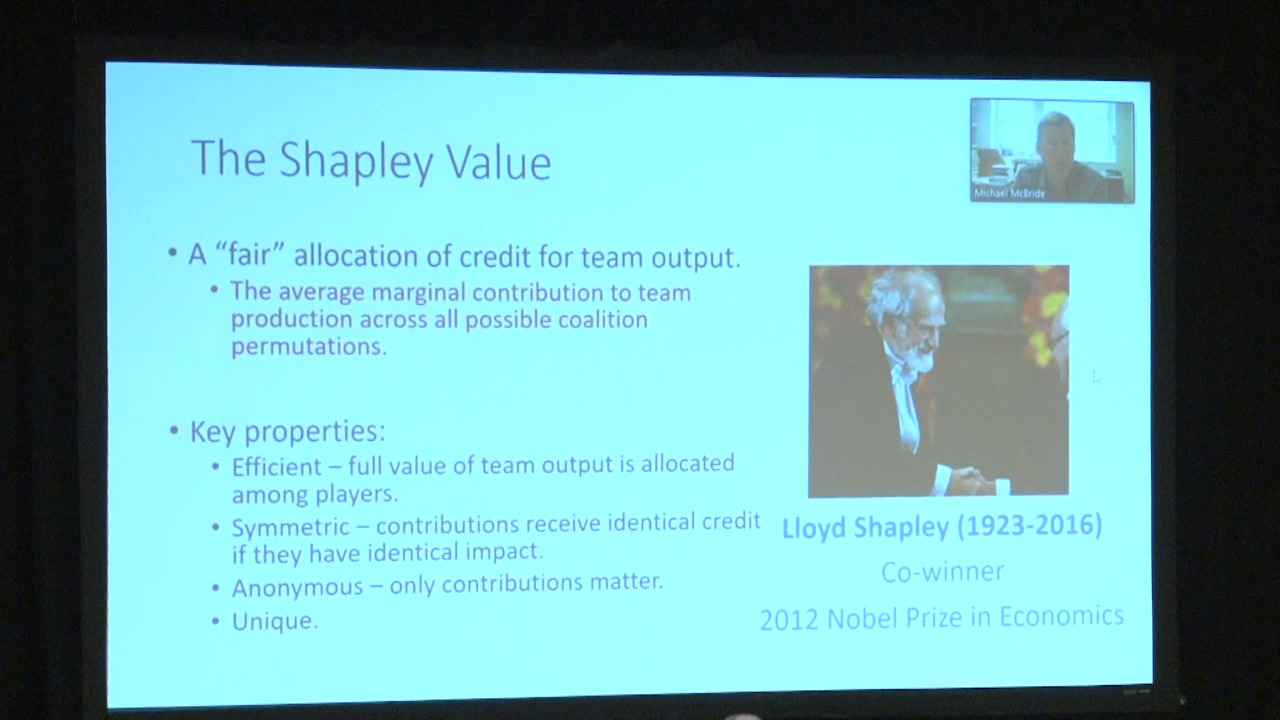 The Shapley Value
Michael McBride
• A “fair” allocation of credit for team output.
• The average marginal contribution to team
production across all possible coalition
permutations.
• Key properties:
• Efficient – full value of team output is allocated
among players.
• Symmetric – contributions receive identical credit
if they have identical impact.
• Anonymous – only contributions matter.
• Unique.
Lloyd Shapley (1923-2016)
Co-winner
2012 Nobel Prize in Economics